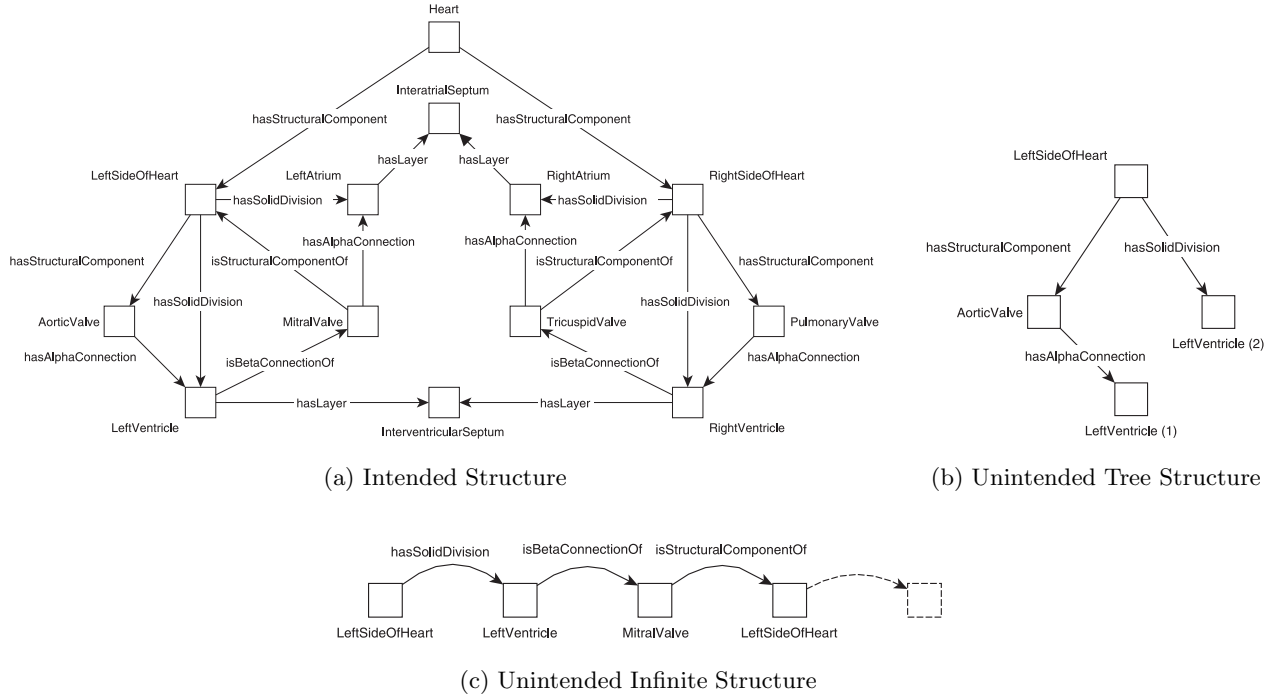 Heart
InteratrialSeptum
hasStructuralComponent
hasStructuralComponent
hasLayer
hasLayer
LeftSideOfHeart
LeftAtrium
RightAtrium
RightSideOfHeart
hasSolidDivision
hasSolidDivision
hasAlphaConnection
hasAlphaConnection
hasStructuralComponent
isStructuralComponentOf
isStructuralComponentOf
hasStructuralComponent
hasSolidDivision
hasSolidDivision
AorticValve
MitralValve
TricuspidValve
PulmonaryValve
hasAlphaConnection
isBetaConnectionOf
isBetaConnectionOf
hasAlphaConnection
hasLayer
hasLayer
LeftVentricle
InterventricularSeptum
RightVentricle
(a) Intended Structure
LeftSideOfHeart
hasStructuralComponent
hasSolidDivision
AorticValve
LeftVentricle (2)
hasAlphaConnection
LeftVentricle (1)
(b) Unintended Tree Structure
hasSolidDivision
isBetaConnectionOf
isStructuralComponentOf
LeftSideOfHeart
LeftVentricle
MitralValve
LeftSideOfHeart
(c) Unintended Infinite Structure